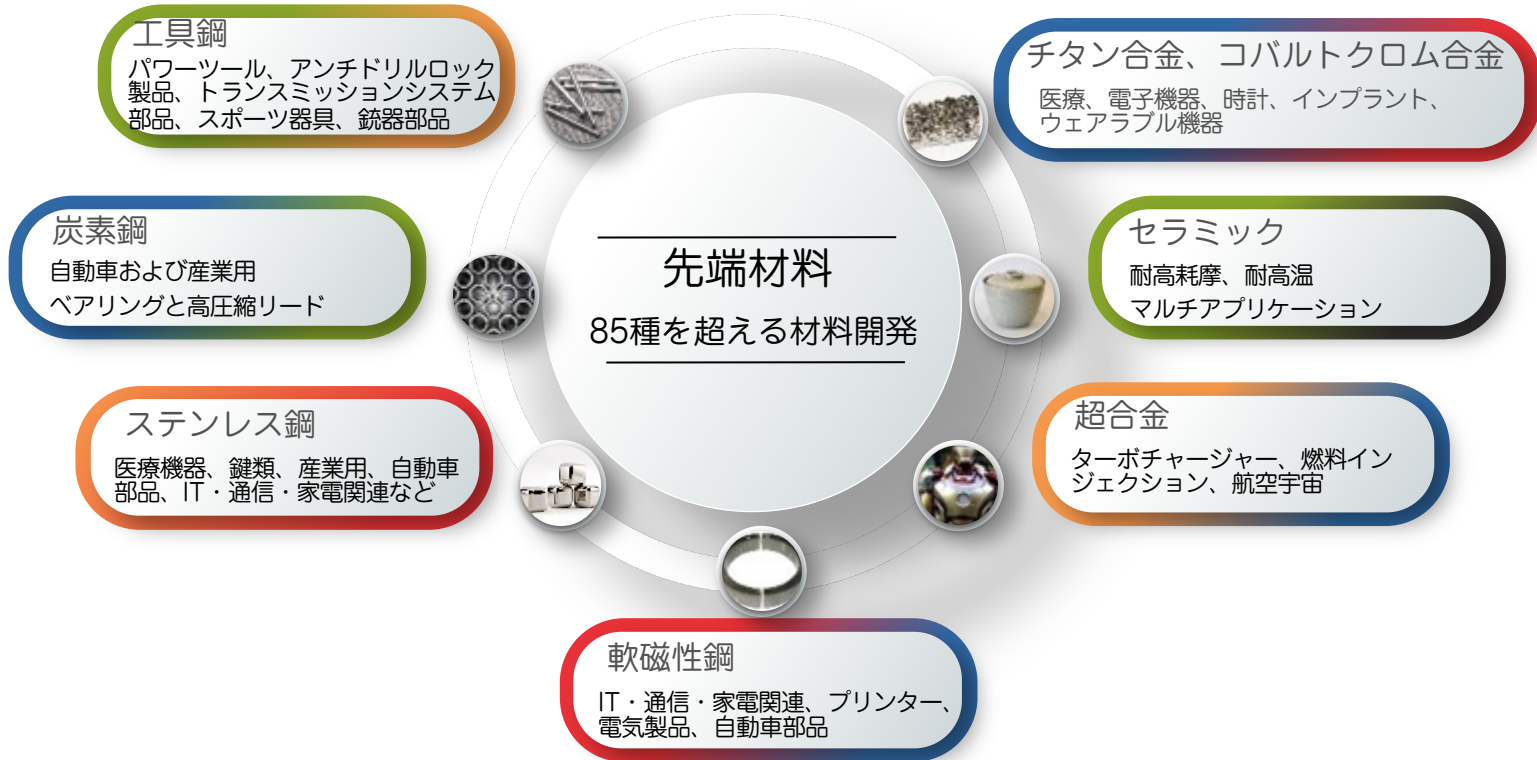 工具鋼
パワーツール、アンチドリルロック
製品、トランスミッションシステム
部品、スポーツ器具、銃器部品
チタン合金、コバルトクロム合金
医療、電子機器、時計、インプラント、
ウェアラブル機器
炭素鋼
自動車および産業用
ベアリングと高圧縮リード
先端材料
85種を超える材料開発
セラミック
耐高耗摩、耐高温
マルチアプリケーション
ステンレス鋼
医療機器、鍵類、産業用、自動車
部品、IT・通信・家電関連など
超合金
ターボチャージャー、燃料イン
ジェクション、航空宇宙
軟磁性鋼
IT・通信・家電関連、プリンター、
電気製品、自動車部品